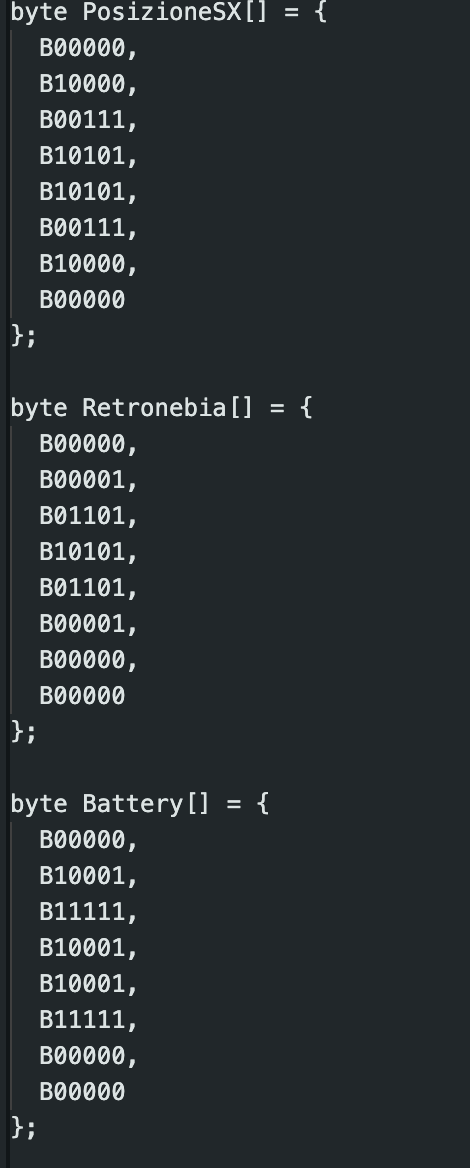 byte PosizioneSX[] = {
  B00000,
  B10000,
  B00111,
  B10101,
  B10101,
  B00111,
  B10000,
  B00000
};

byte Retronebia[] = {
  B00000,
  B00001,
  B01101,
  B10101,
  B01101,
  B00001,
  B00000,
  B00000
};

byte Battery[] = {
  B00000,
  B10001,
  B11111,
  B10001,
  B10001,
  B11111,
  B00000,
  B00000
};